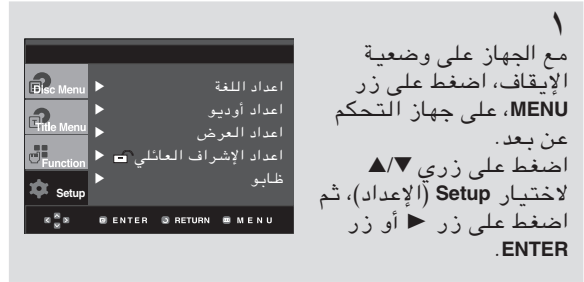 ١
مع الجهاز على وضعية
الإيقاف، اضغط على زر
MENU، على جهاز التحكم
عن بعد.
اضغط على زري ▲/▼
لاختيار Setup (الإعداد)، ثم
اضغط على زر ► أو زر
ENTER.
Disc Menu ► اعداد اللغة
► اعداد أوديو
Title Menu
► اعداد العرض
Function ► اعداد الإشراف العائلي
► ظابو
Setup
ENTER RETURN MENU